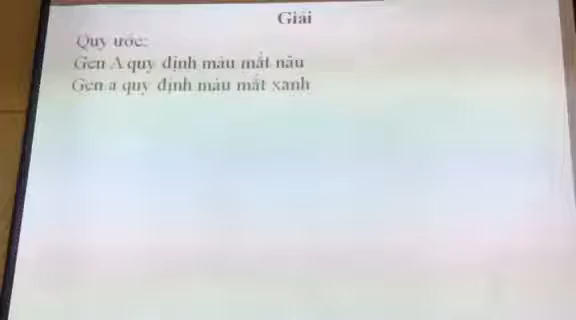 Giải
Quy ước:
Gen A quy định màu mắt nâu
Gen a quy định màu mắt xanh